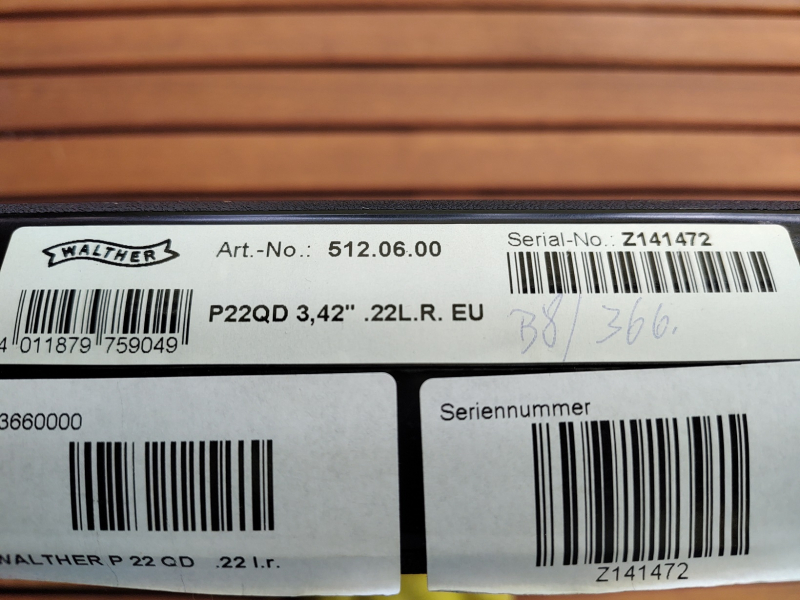 WALTHER
Art.-No.: 512.06.00
Serial-No.: Z141472
P22QD 3,42" .22L.R. EU
B8/366.
4 011879 759049
3660000
WALTHER P 22 QD .22 l.r.
Seriennummer
Z141472